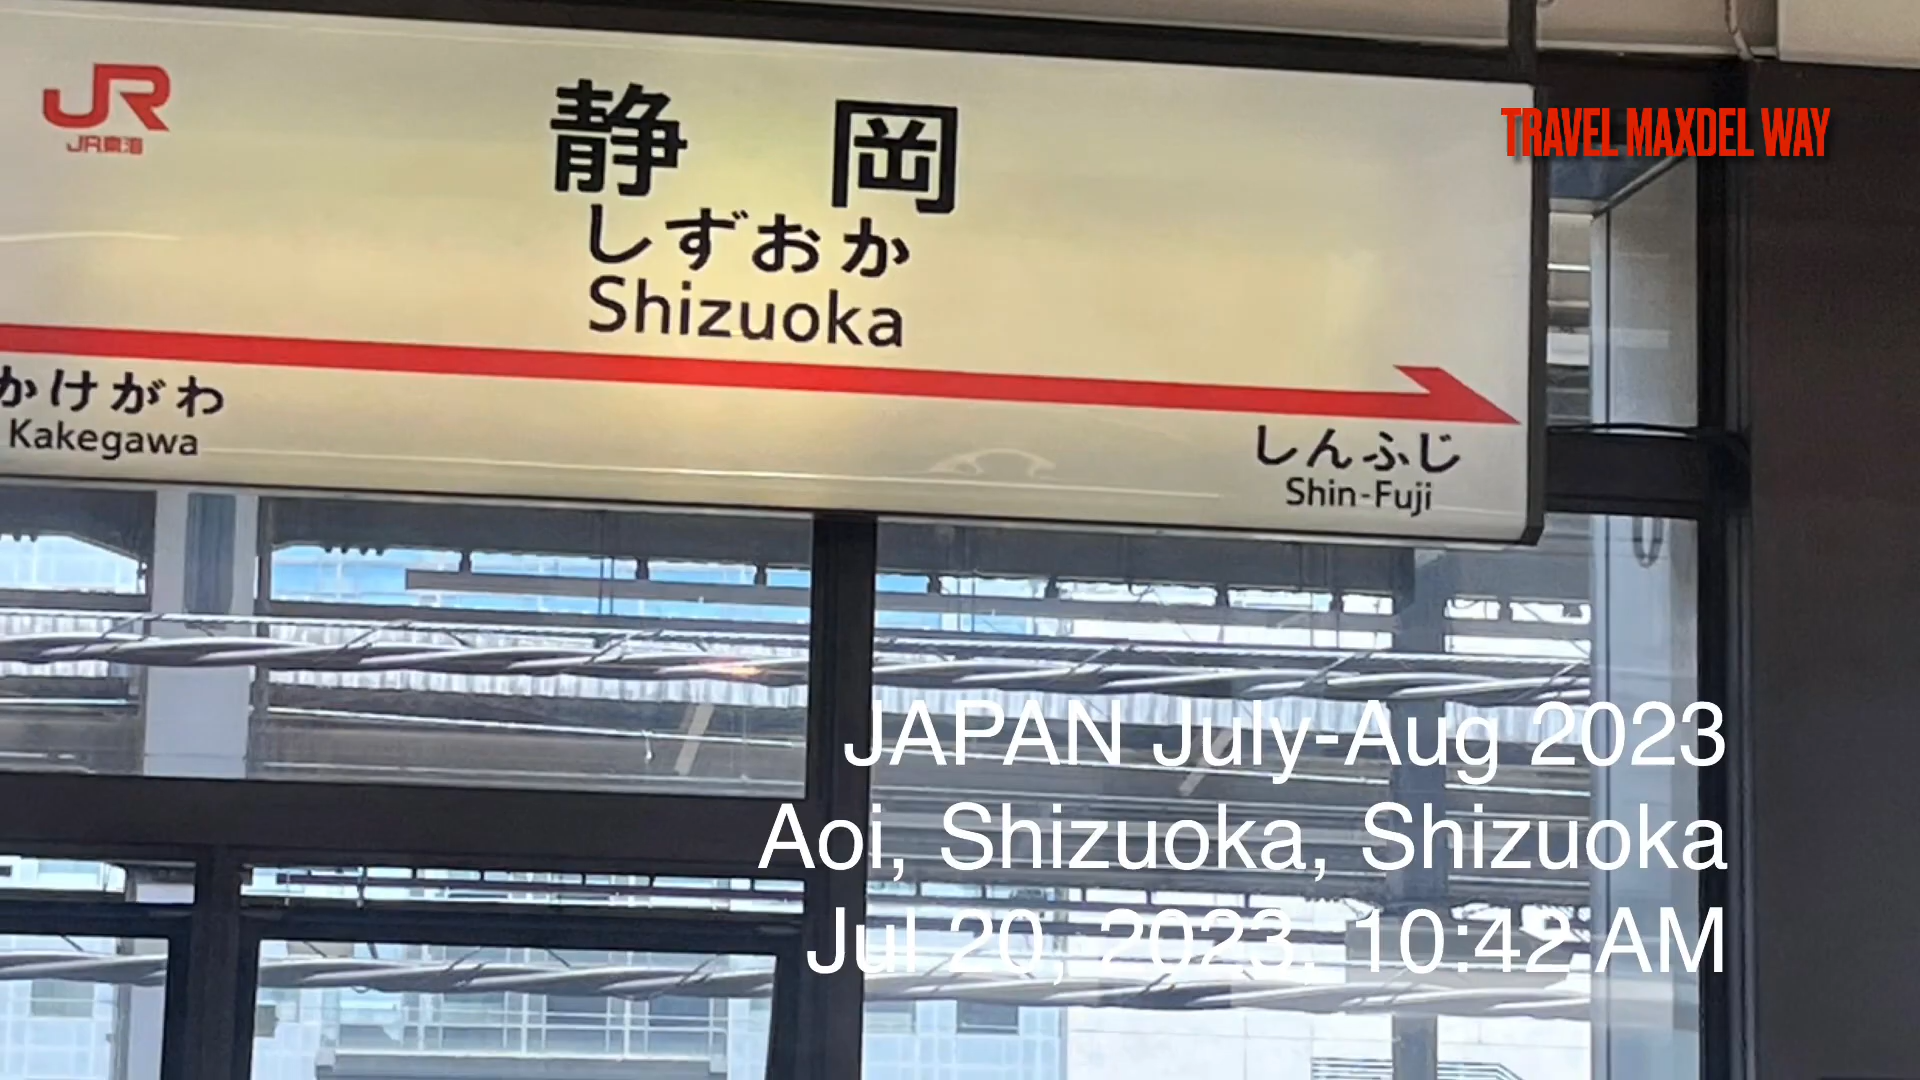 JR
JR東海
静岡
しずおか
Shizuoka
かけがわ
Kakegawa
しんふじ
Shin-Fuji
TRAVEL MAXDEL WAY
JAPAN July-Aug 2023
Aoi, Shizuoka, Shizuoka
Jul 20, 2023, 10:42 AM